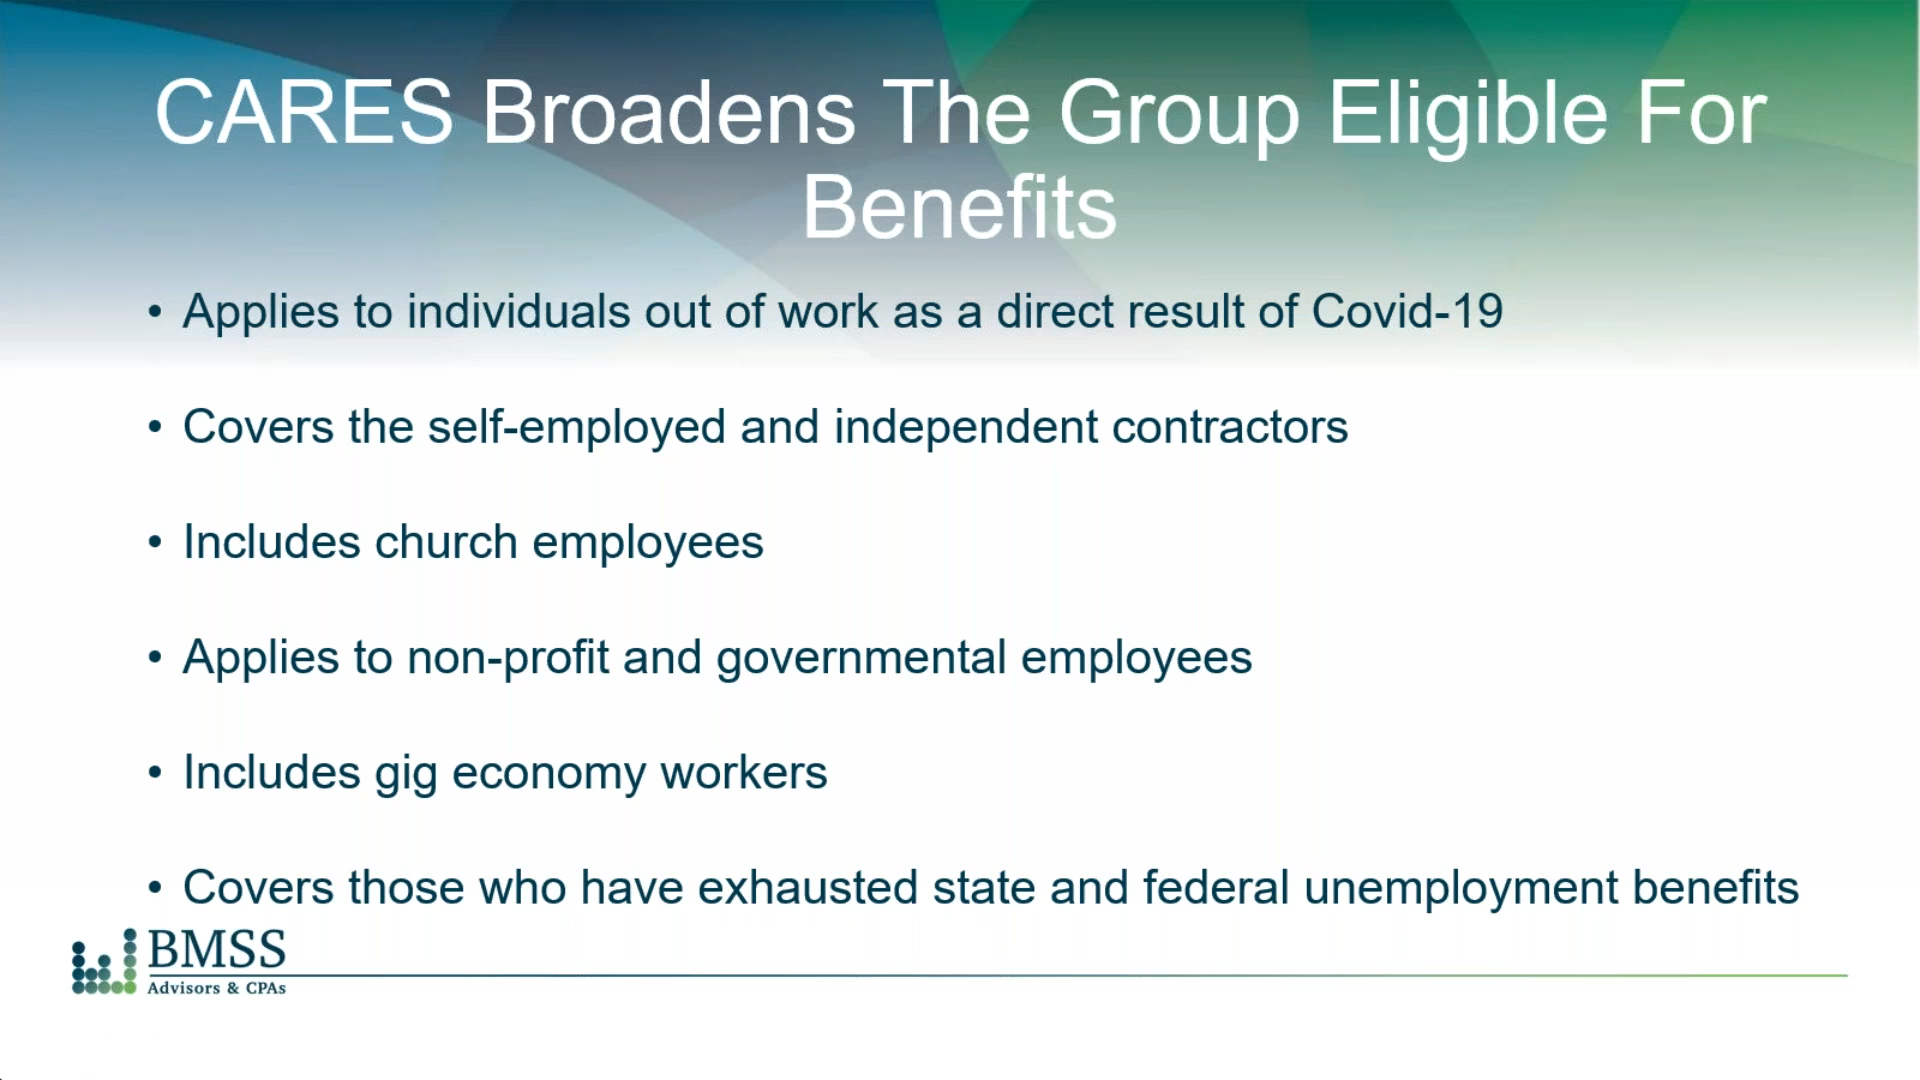 CARES Broadens The Group Eligible For
Benefits
• Applies to individuals out of work as a direct result of Covid-19
• Covers the self-employed and independent contractors
• Includes church employees
• Applies to non-profit and governmental employees
• Includes gig economy workers
• Covers those who have exhausted state and federal unemployment benefits
BMSS
Advisors & CPAs